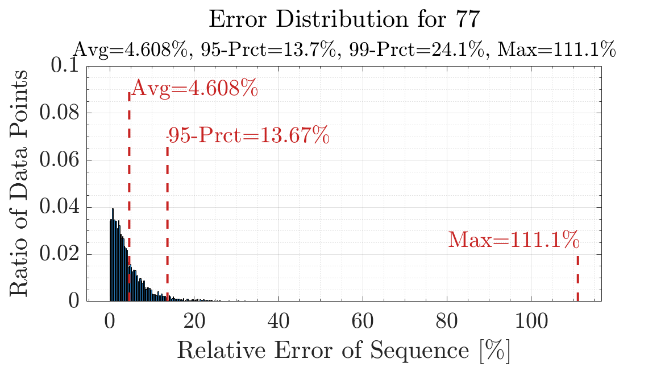 Error Distribution for 77
Avg=4.608%, 95-Prct=13.7%, 99-Prct=24.1%, Max=111.1%
0.1
0.08
0.06
0.04
0.02
0
Ratio of Data Points
Avg=4.608%
95-Prct=13.67%
Max=111.1%
0 20 40 60 80 100
Relative Error of Sequence [%]